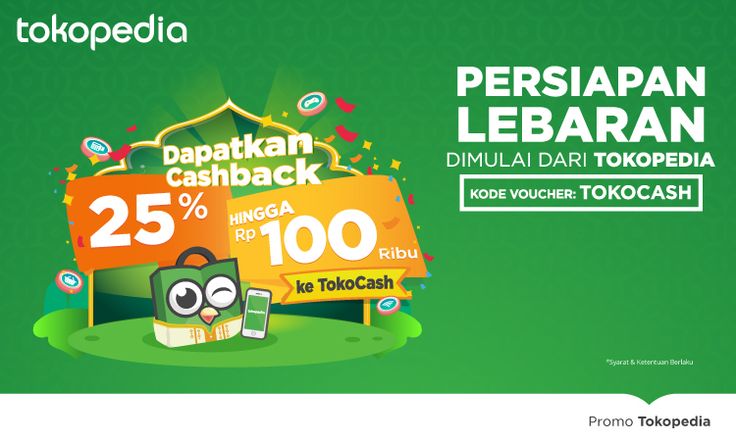 tokopedia
PERSIAPAN
LEBARAN
DIMULAI DARI TOKOPEDIA
KODE VOUCHER: TOKOCASH
Dapatkan
Cashback
25%
HINGGA
Rp 100 Ribu
ke TokoCash
tokopedia
*Syarat & Ketentuan Berlaku
Promo Tokopedia